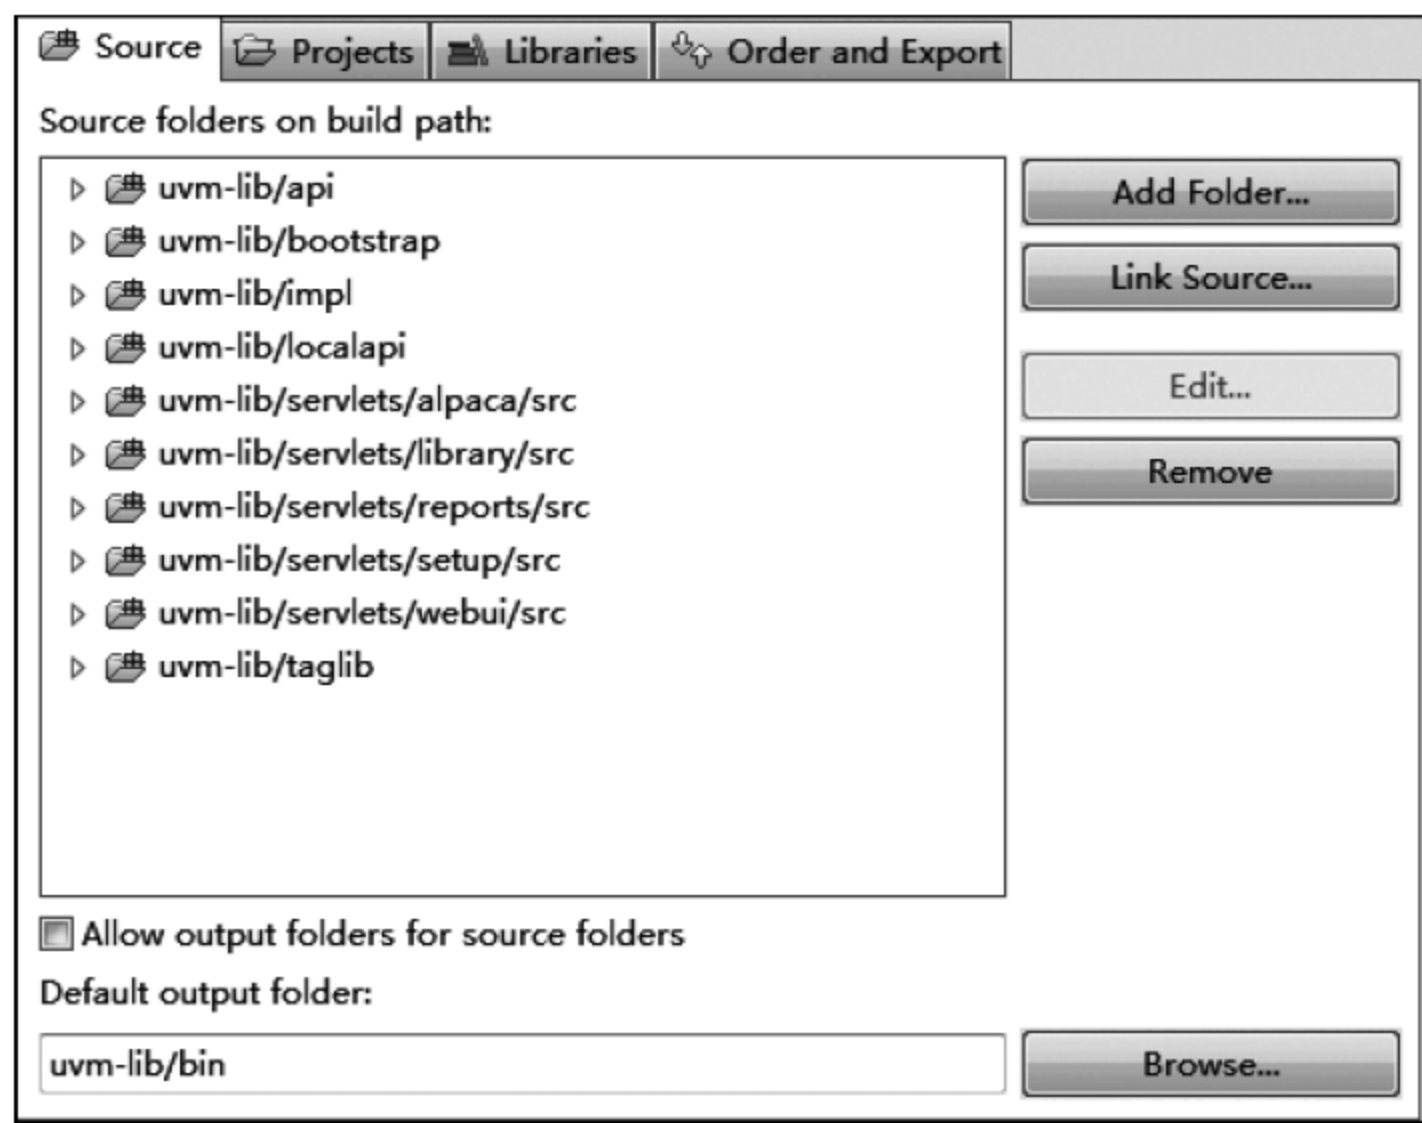 Source Projects Libraries Order and Export
Source folders on build path:
uvm-lib/api
uvm-lib/bootstrap
uvm-lib/impl
uvm-lib/localapi
uvm-lib/servlets/alpaca/src
uvm-lib/servlets/library/src
uvm-lib/servlets/reports/src
uvm-lib/servlets/setup/src
uvm-lib/servlets/webui/src
uvm-lib/taglib
Add Folder...
Link Source...
Edit...
Remove
Allow output folders for source folders
Default output folder:
uvm-lib/bin
Browse...